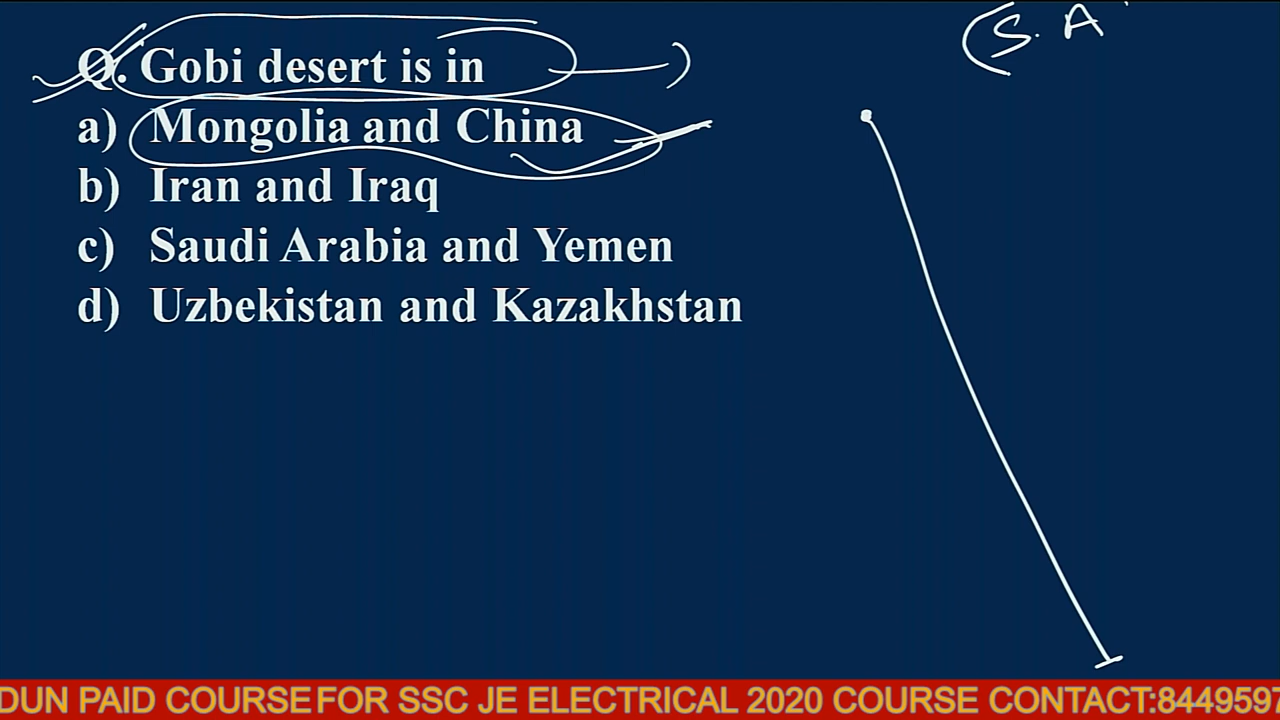 (S. A
Q. Gobi desert is in
a) Mongolia and China
b) Iran and Iraq
c) Saudi Arabia and Yemen
d) Uzbekistan and Kazakhstan
DUN PAID COURSE FOR SSC JE ELECTRICAL 2020 COURSE CONTACT:8449597